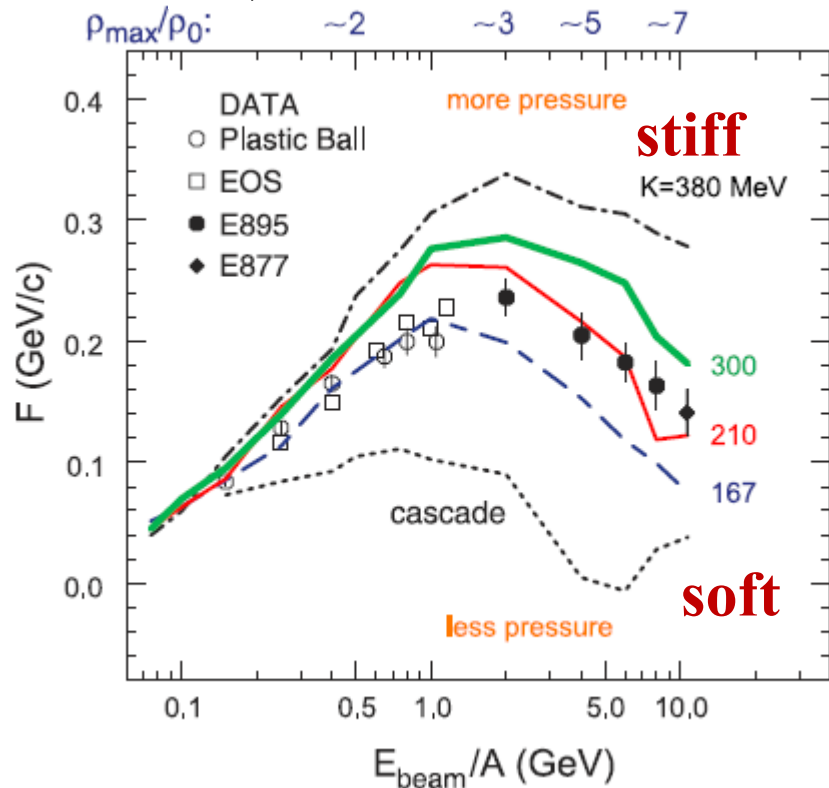 ρmax/ρ0: ~2 ~3 ~5 ~7
0.4
DATA
Plastic Ball
EOS
E895
E877
more pressure
stiff
K=380 MeV
0.3
F (GeV/c)
0.2
300
210
167
0.1
cascade
0.0
soft
less pressure
0,1 0,5 1,0 5,0 10,0
Ebeam/A (GeV)